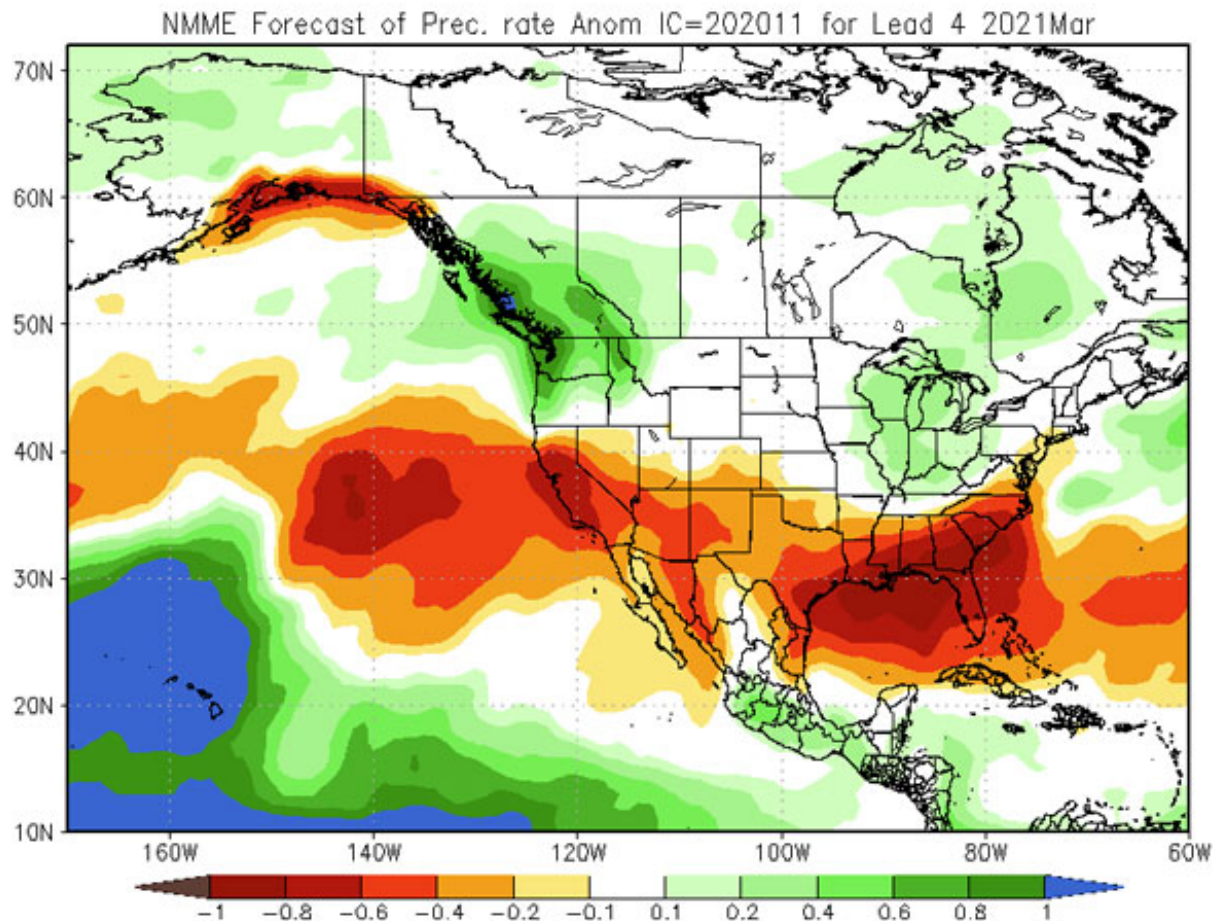 NMME Forecast of Prec. rate Anom IC=202011 for Lead 4 2021Mar
70N
60N
50N
40N
30N
20N
10N
160W 140W 120W 100W 80W 60W
-1 -0.8 -0.6 -0.4 -0.2 -0.1 0.1 0.2 0.4 0.6 0.8 1